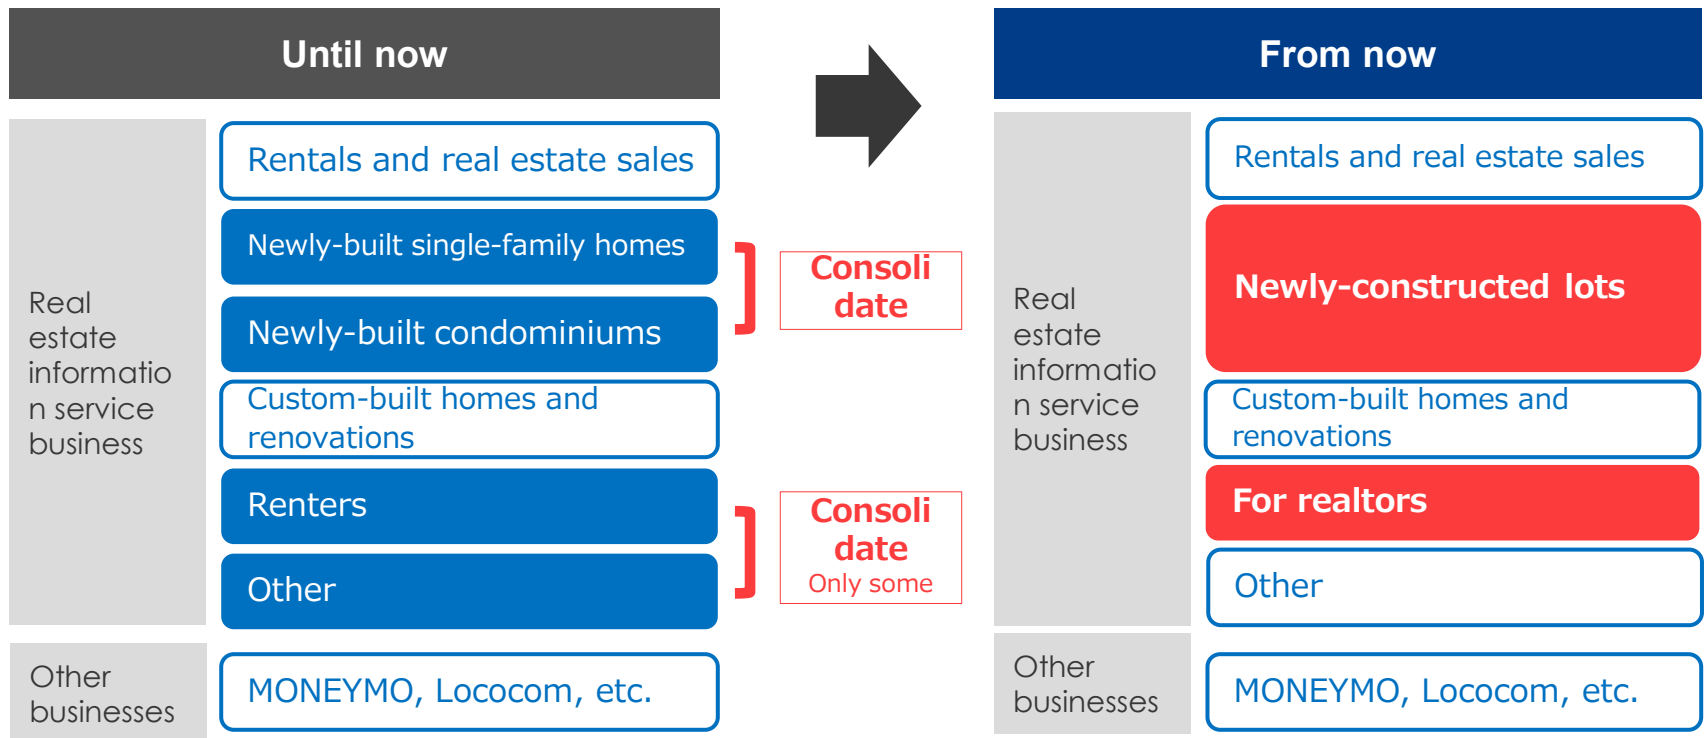 Until now
Real
estate
informatio
n service
business
Rentals and real estate sales
Newly-built single-family homes
Newly-built condominiums
Custom-built homes and
renovations
Renters
Other
Other
businesses
MONEYMO, Lococom, etc.
Consoli
date
Consoli
date
Only some
From now
Real
estate
informatio
n service
business
Rentals and real estate sales
Newly-constructed lots
Custom-built homes and
renovations
For realtors
Other
Other
businesses
MONEYMO, Lococom, etc.